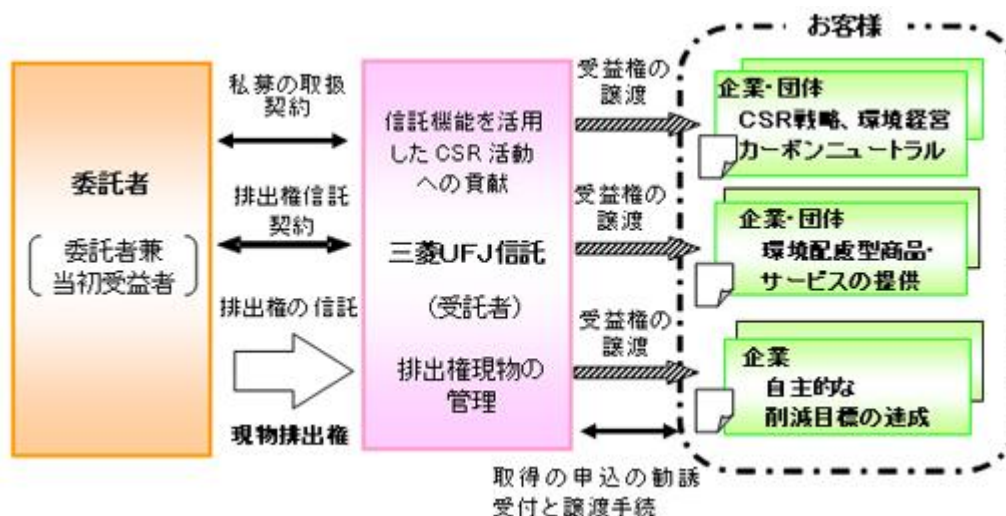 お客様
委託者
委託者兼
当初受益者
私募の取扱
契約
排出権信託
契約
排出権の信託
現物排出権
信託機能を活用
したCSR活動
への貢献
三菱UFJ信託
(受託者)
排出権現物の
管理
受益権の
譲渡
受益権の
譲渡
受益権の
譲渡
取得の申込の勧誘
受付と譲渡手続
企業・団体
CSR戦略、環境経営
カーボンニュートラル
企業・団体
環境配慮型商品・
サービスの提供
企業
自主的な
削減目標の達成